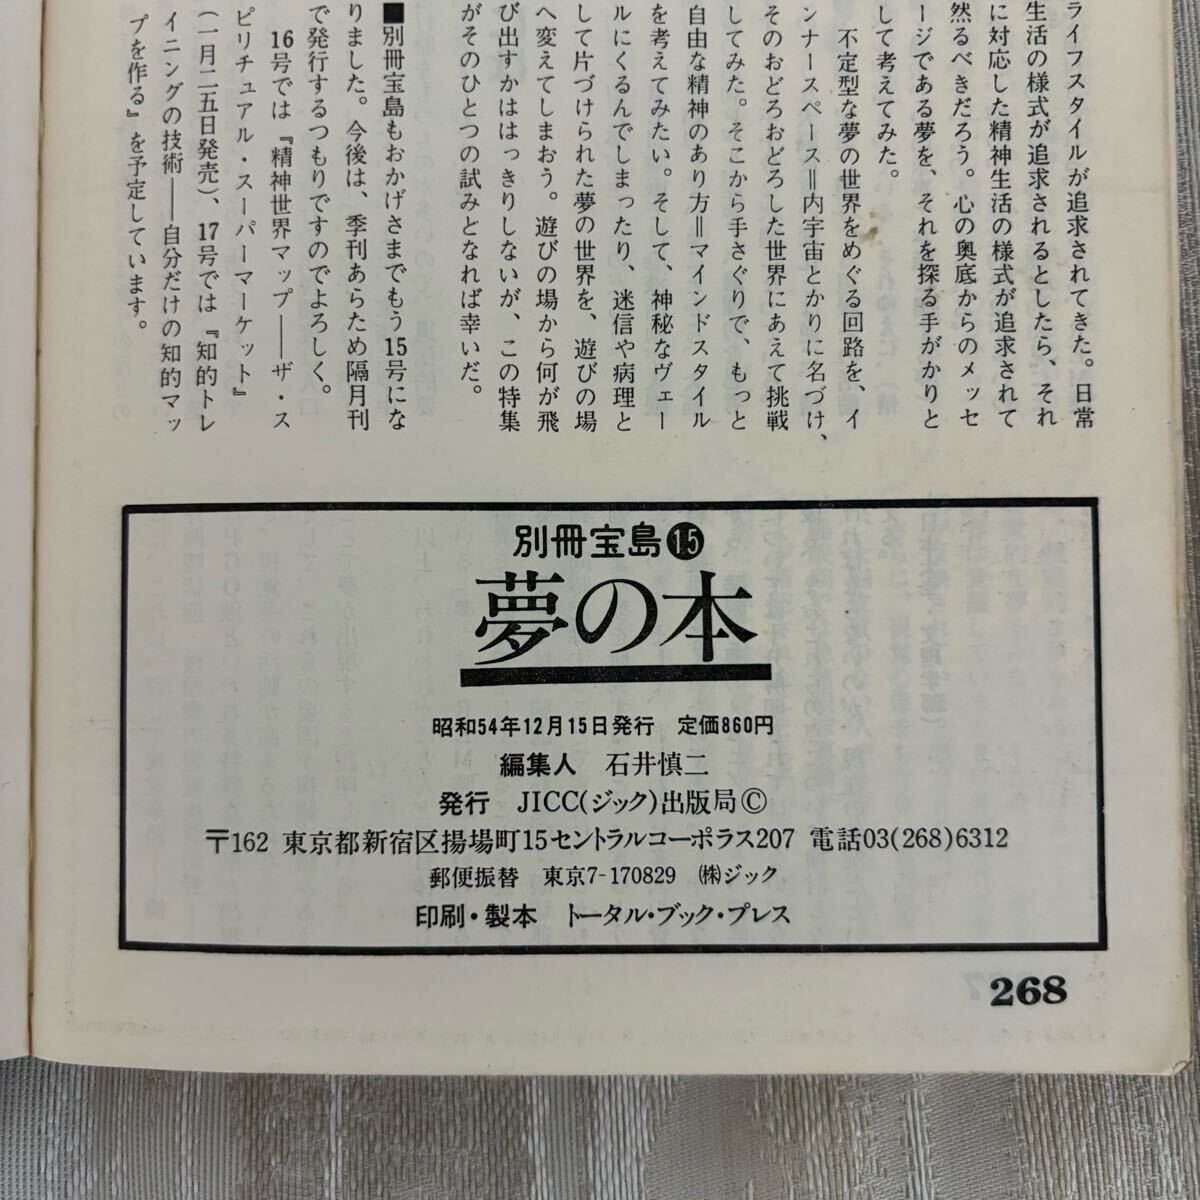 ライフスタイルが追求されてきた。日常
生活の様式が追求されるとしたら、それ
に対応した精神生活の様式が追求されて
然るべきだろう。心の奥底からのメッセ
ージである夢を、それを探る手がかりと
して考えてみた。
不定型な夢の世界をめぐる回路を、イ
ンナースペース＝内宇宙とかりに名づけ、
そのおどろおどろした世界にあえて挑戦
してみた。そこから手さぐりで、もっと
自由な精神のあり方＝マインドスタイル
を考えてみたい。そして、神秘なヴェー
ルにくるんでしまったり、迷信や病理と
して片づけられた夢の世界を、遊びの場
へ変えてしまおう。遊びの場から何が飛
び出すかははっきりしないが、この特集
がそのひとつの試みとなれば幸いだ。
■別冊宝島もおかげさまでもう15号にな
りました。今後は、季刊あらため隔月刊
で発行するつもりですのでよろしく。
16号では『精神世界マップ――ザ・ス
ピリチュアル・スーパーマーケット』
（一月二五日発売）、17号では『知的トレ
イニングの技術――自分だけの知的マッ
プを作る』を予定しています。
別冊宝島⓯
夢の本
昭和54年12月15日発行 定価860円
編集人 石井慎二
発行 JICC(ジック)出版局©
〒162 東京都新宿区揚場町15セントラルコーポラス207 電話03(268)6312
郵便振替 東京7-170829 ㈱ジック
印刷・製本 トータル・ブック・プレス
268